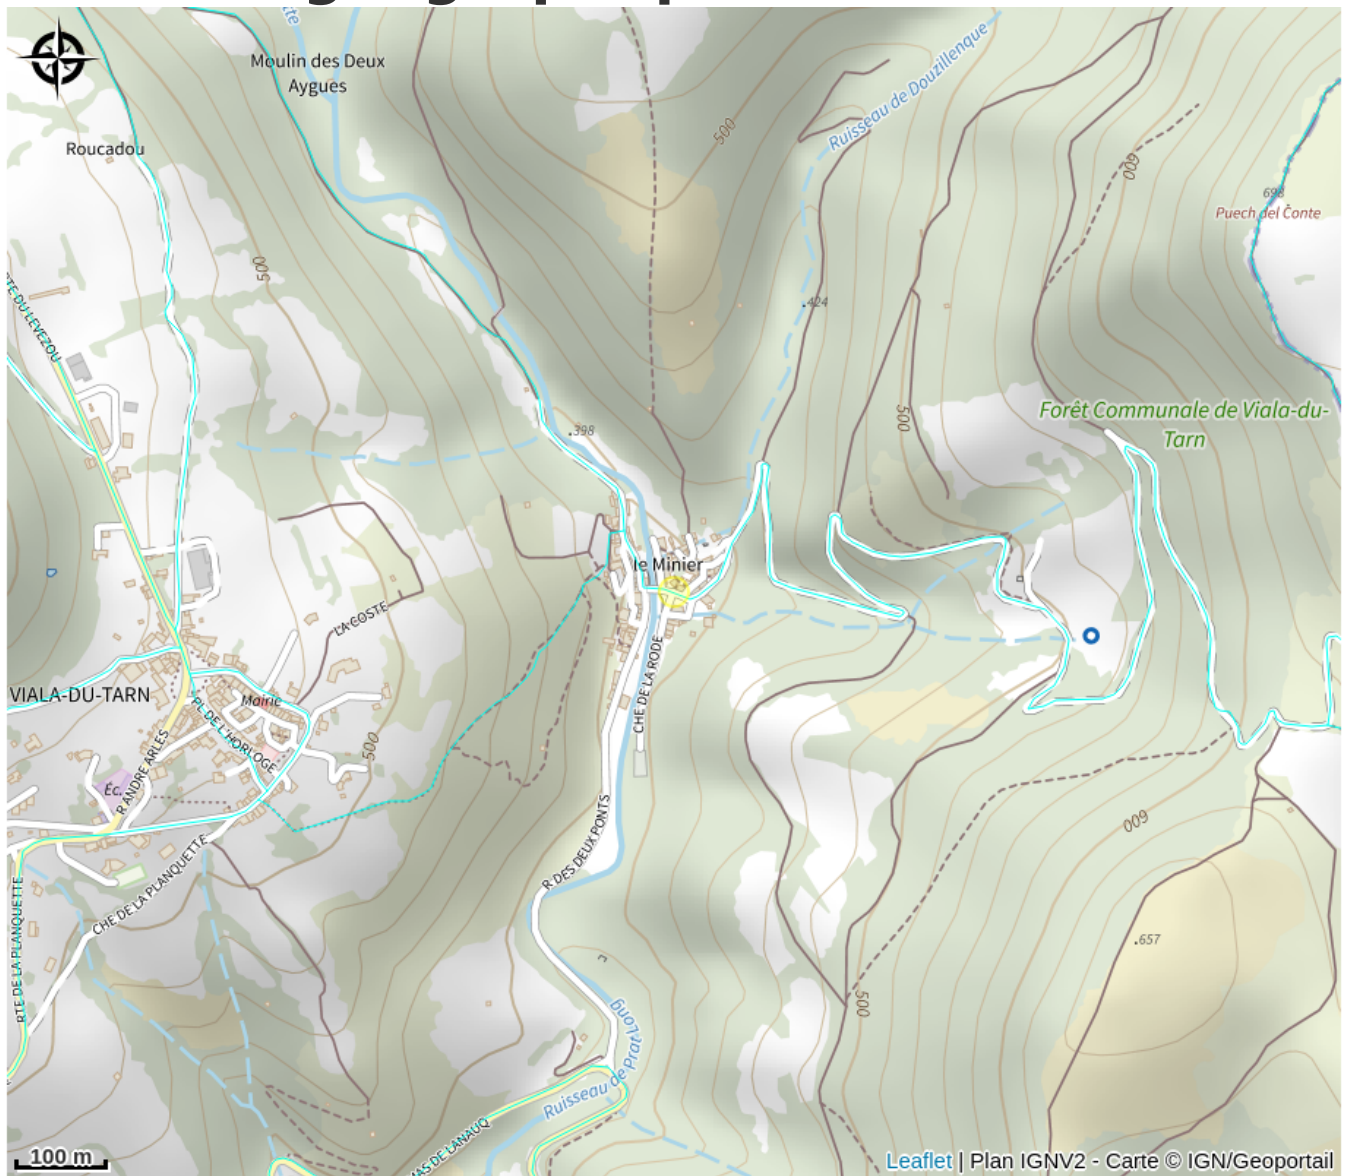 Moulin des Deux
Aygues
Roucadou
500
500
Ruisseau de Douzillenque
600
698
Puech del Conte
424
RTE DU LEVEZOU
398
500
Forêt Communale de Viala-du-
Tarn
le Minier
LA COSTE
VIALA-DU-TARN
Mairie
PL DE L'HORLOGE
CHE DE LA RODE
500
Éc.
R ANDRE ARLES
R DES DEUX PONTS
600
CHE DE LA PLANQUETTE
RTE DE LA PLANQUETTE
657
500
Ruisseau de Prat Long
MAS DE LANAUQ
100 m
Leaflet | Plan IGNV2 - Carte © IGN/Geoportail